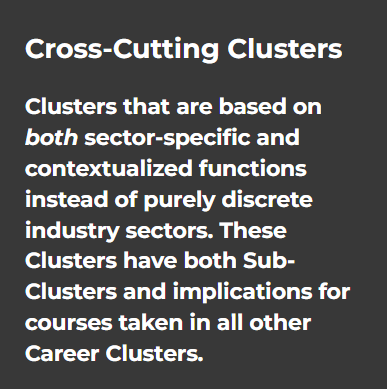 Cross-Cutting Clusters
Clusters that are based on
both sector-specific and
contextualized functions
instead of purely discrete
industry sectors. These
Clusters have both Sub-
Clusters and implications for
courses taken in all other
Career Clusters.